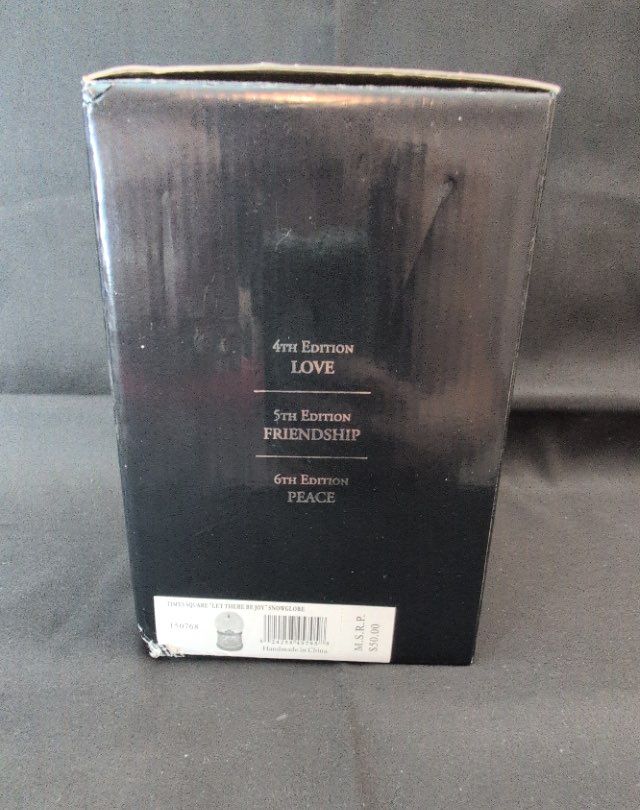 4TH EDITION
LOVE
5TH EDITION
FRIENDSHIP
6TH EDITION
PEACE
TIMES SQUARE "LET THERE BE JOY" SNOWGLOBE
150768
Handmade in China
M.S.R.P.
$50.00